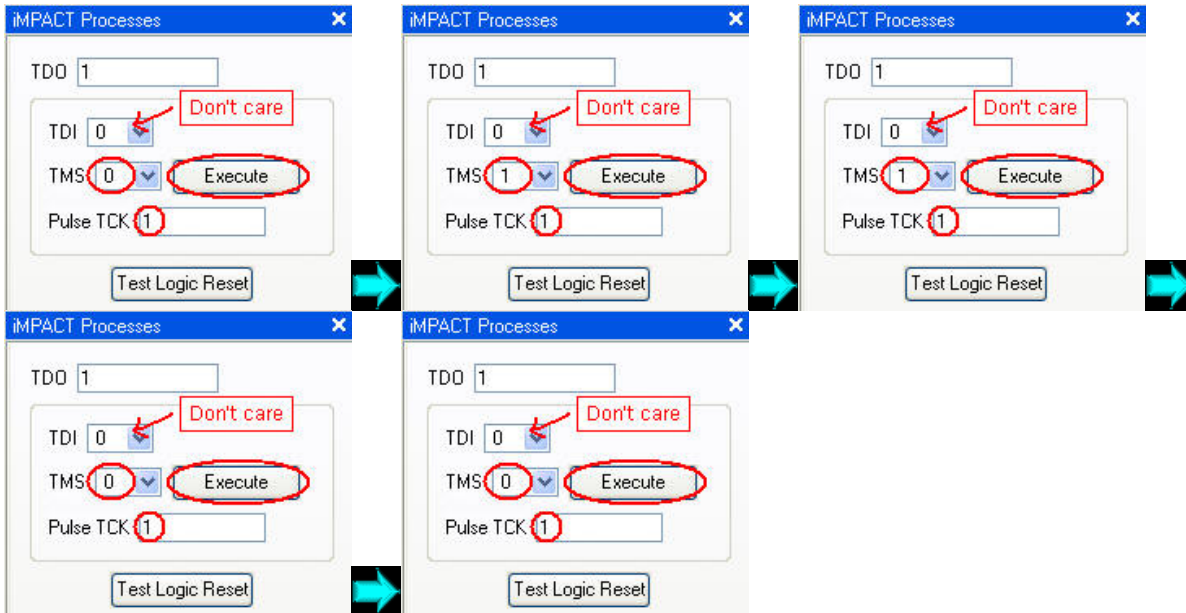 iMPACT Processes
TDO 1
Don't care
TDI 0
TMS 0 Execute
Pulse TCK 1
Test Logic Reset
iMPACT Processes
TDO 1
Don't care
TDI 0
TMS 1 Execute
Pulse TCK 1
Test Logic Reset
iMPACT Processes
TDO 1
Don't care
TDI 0
TMS 1 Execute
Pulse TCK 1
Test Logic Reset
iMPACT Processes
TDO 1
Don't care
TDI 0
TMS 0 Execute
Pulse TCK 1
Test Logic Reset
iMPACT Processes
TDO 1
Don't care
TDI 0
TMS 0 Execute
Pulse TCK 1
Test Logic Reset